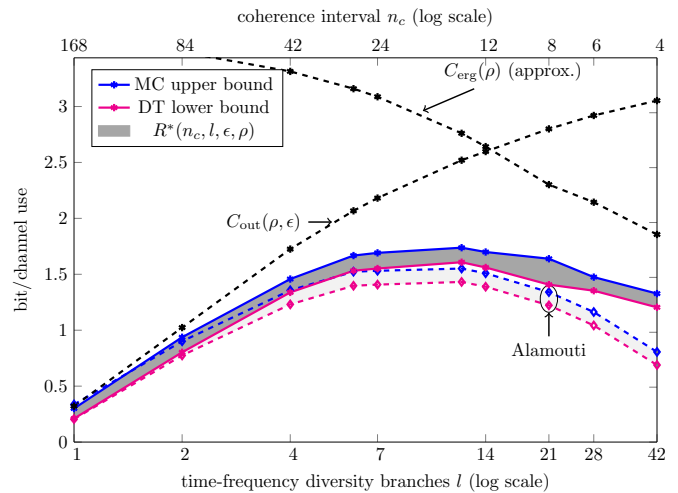 coherence interval n_c (log scale)
168 84 42 24 12 8 6 4
C_erg(ρ) (approx.)
MC upper bound
DT lower bound
R*(n_c, l, ϵ, ρ)
C_out(ρ, ϵ)
Alamouti
bit/channel use
3
2.5
2
1.5
1
0.5
0
1 2 4 7 14 21 28 42
time-frequency diversity branches l (log scale)